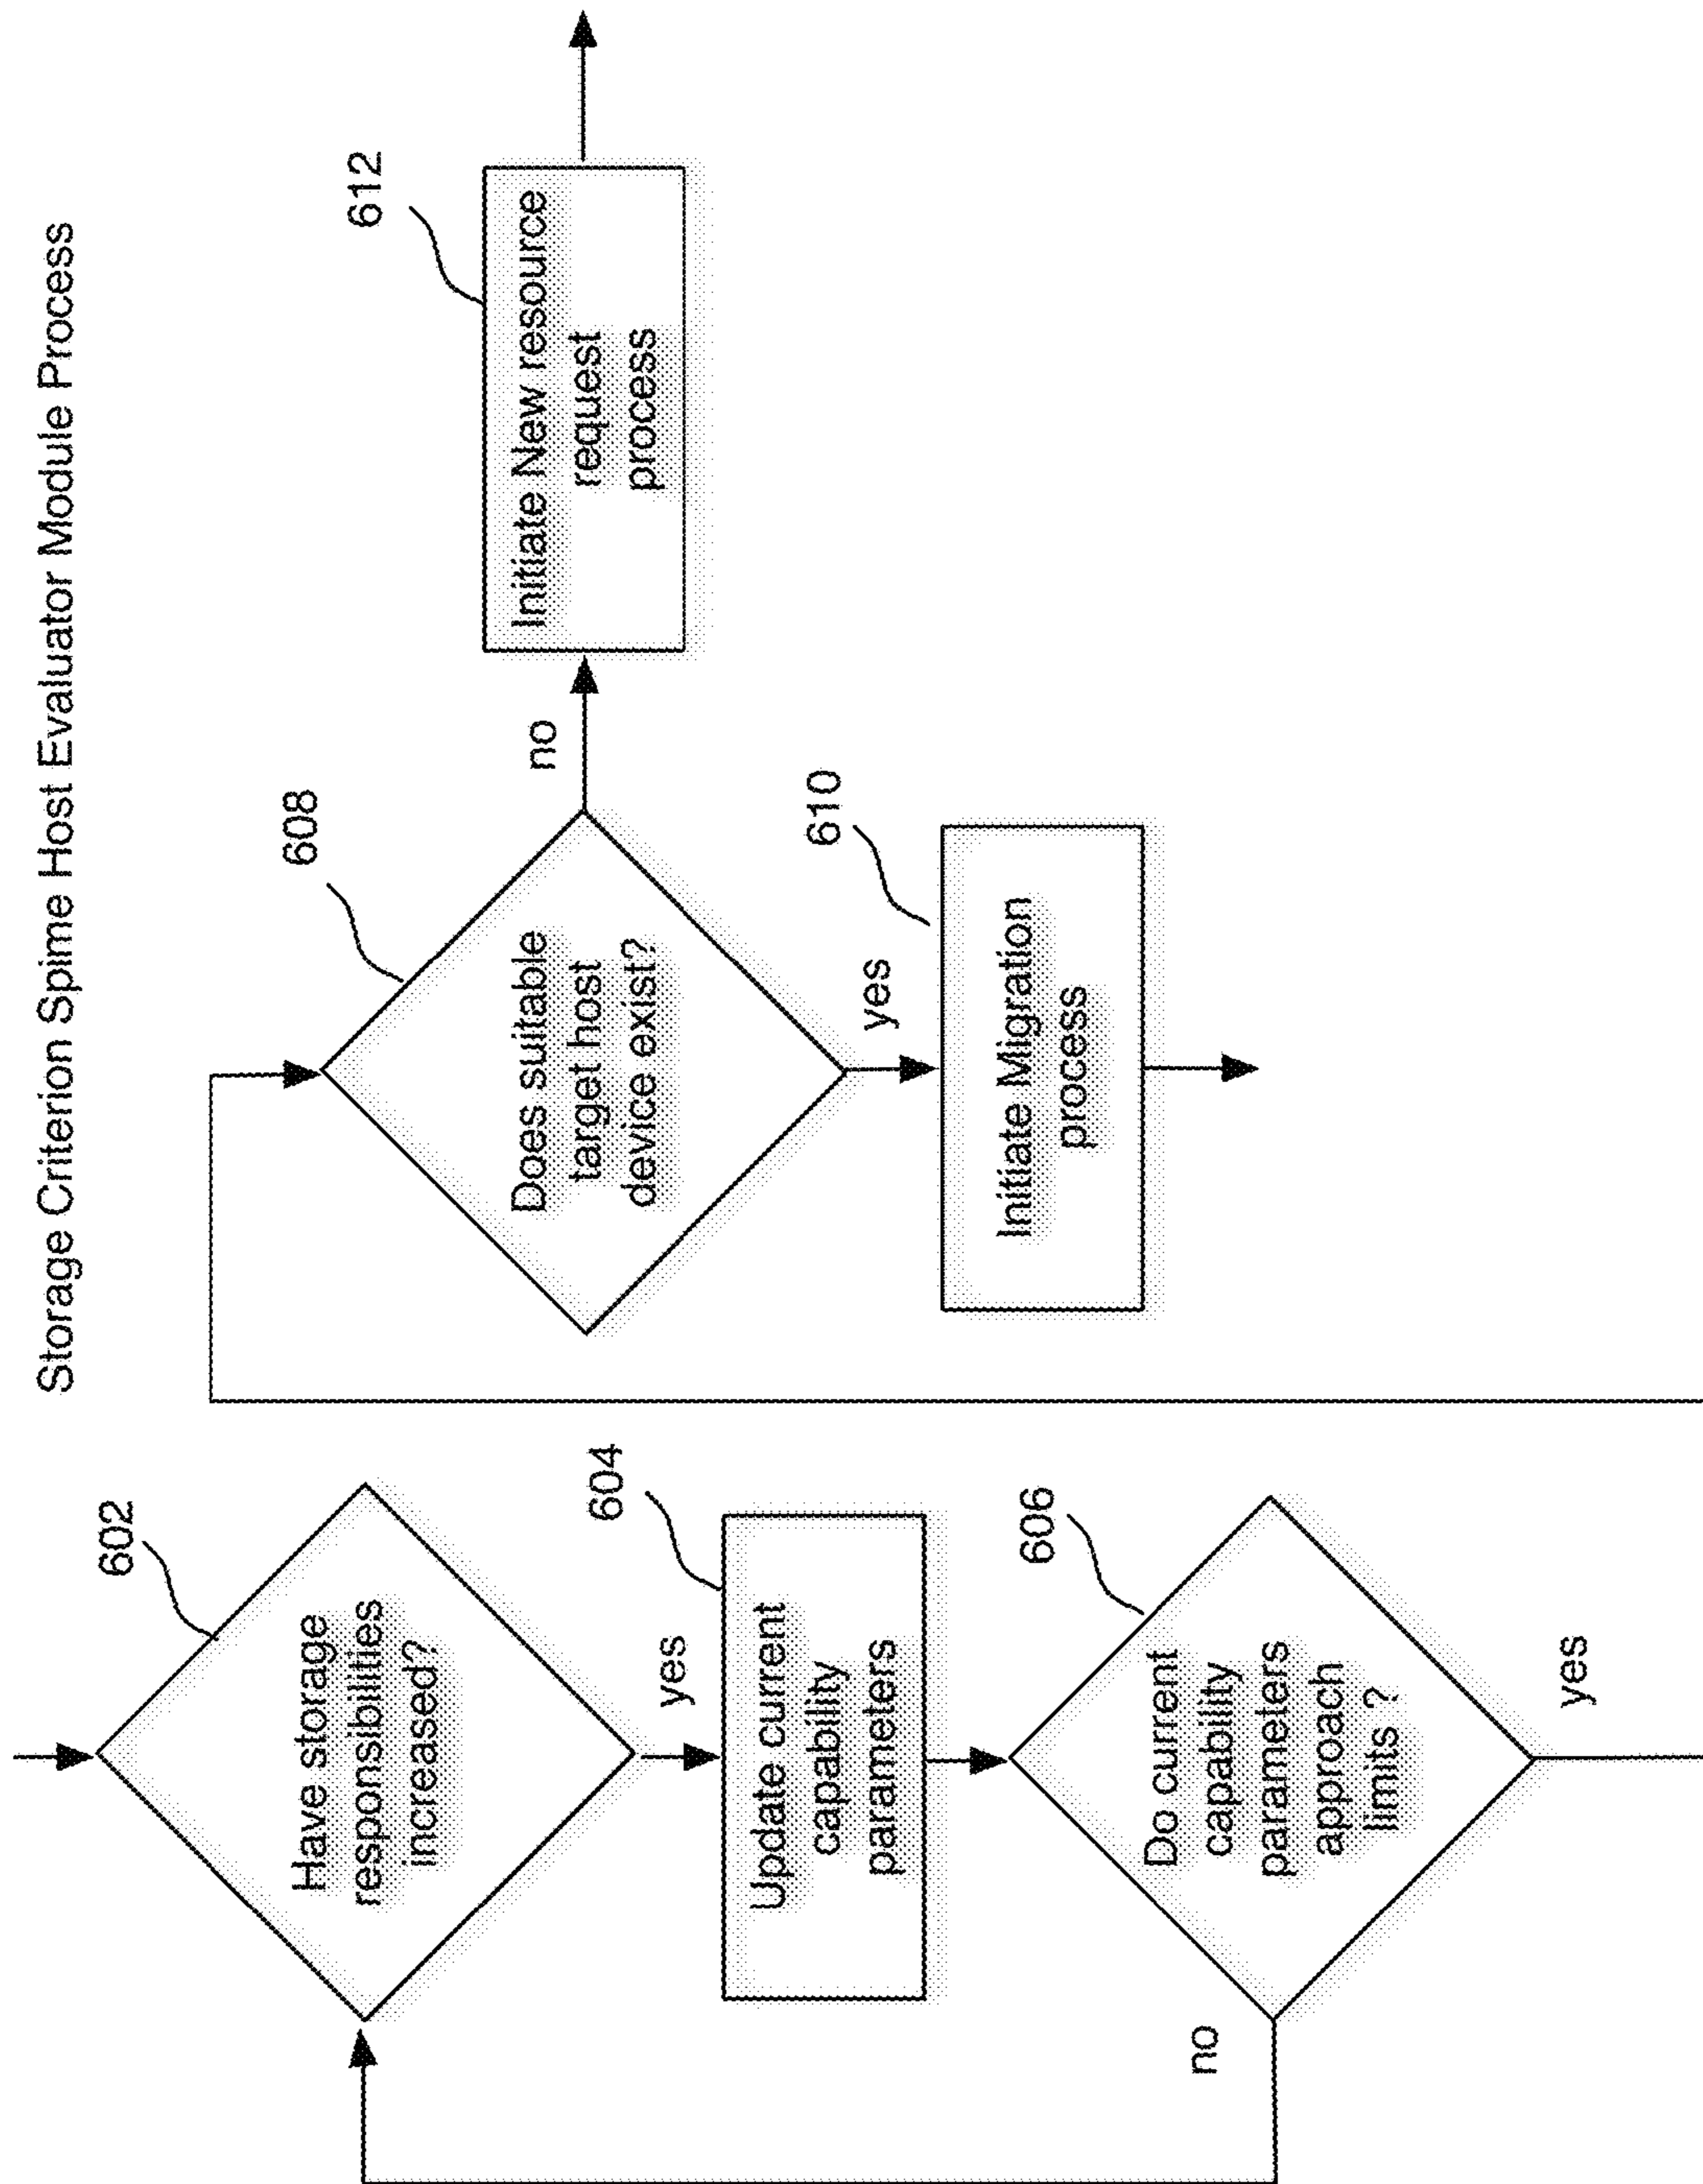 Storage Criterion Spime Host Evaluator Module Process
602
Have storage
responsibilities
increased?
yes
604
Update current
capability
parameters
606
Do current
capability
parameters
approach
limits ?
no
yes
608
Does suitable
target host
device exist?
no
yes
610
Initiate Migration
process
612
Initiate New resource
request
process